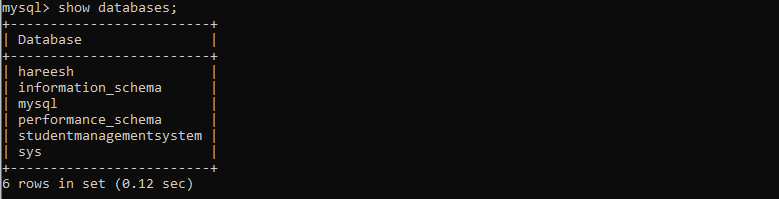 mysql> show databases;
+-------------------------+
| Database                |
+-------------------------+
| hareesh                 |
| information_schema      |
| mysql                   |
| performance_schema      |
| studentmanagementsystem |
| sys                     |
+-------------------------+
6 rows in set (0.12 sec)